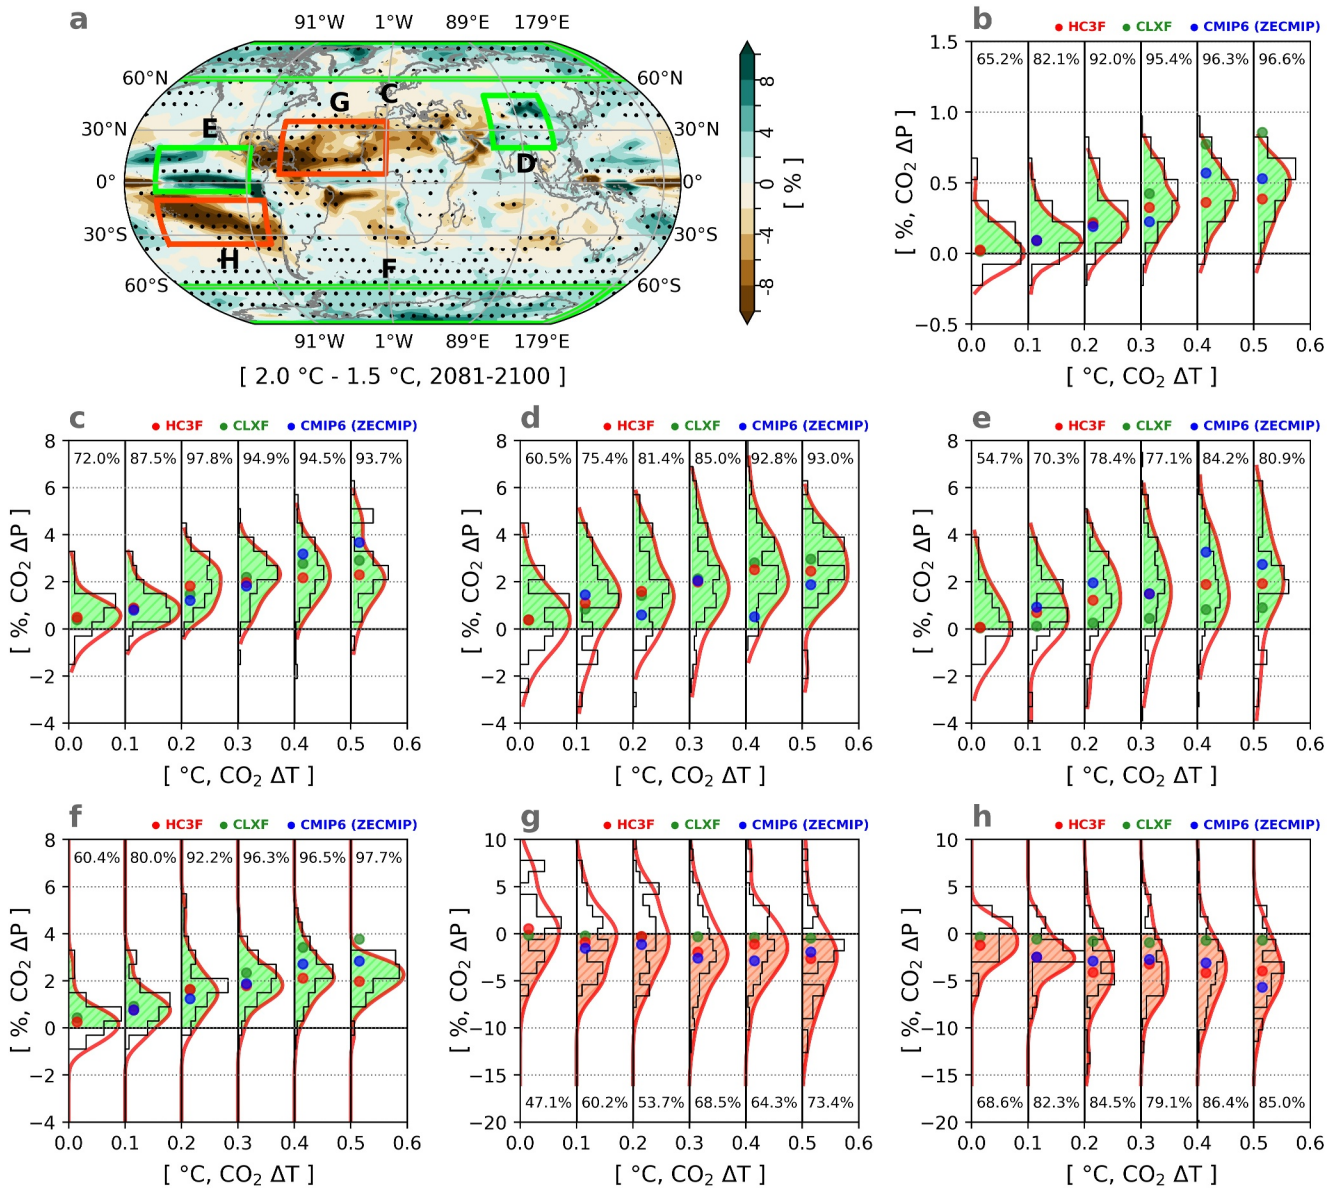 a
91°W 1°W 89°E 179°E
60°N 60°N
30°N 30°N
0° 0°
30°S 30°S
60°S 60°S
G C
E
D
H F
91°W 1°W 89°E 179°E
[ 2.0 °C - 1.5 °C, 2081-2100 ]
8
4
0
-4
-8
[ % ]
b
HC3F CLXF CMIP6 (ZECMIP)
65.2% 82.1% 92.0% 95.4% 96.3% 96.6%
1.5
1.0
0.5
0.0
−0.5
[ %, CO₂ ΔP ]
0.0 0.1 0.2 0.3 0.4 0.5 0.6
[ °C, CO₂ ΔT ]
c
HC3F CLXF CMIP6 (ZECMIP)
72.0% 87.5% 97.8% 94.9% 94.5% 93.7%
8
6
4
2
0
−2
−4
[ %, CO₂ ΔP ]
0.0 0.1 0.2 0.3 0.4 0.5 0.6
[ °C, CO₂ ΔT ]
d
HC3F CLXF CMIP6 (ZECMIP)
60.5% 75.4% 81.4% 85.0% 92.8% 93.0%
8
6
4
2
0
−2
−4
[ %, CO₂ ΔP ]
0.0 0.1 0.2 0.3 0.4 0.5 0.6
[ °C, CO₂ ΔT ]
e
HC3F CLXF CMIP6 (ZECMIP)
54.7% 70.3% 78.4% 77.1% 84.2% 80.9%
8
6
4
2
0
−2
−4
[ %, CO₂ ΔP ]
0.0 0.1 0.2 0.3 0.4 0.5 0.6
[ °C, CO₂ ΔT ]
f
HC3F CLXF CMIP6 (ZECMIP)
60.4% 80.0% 92.2% 96.3% 96.5% 97.7%
8
6
4
2
0
−2
−4
[ %, CO₂ ΔP ]
0.0 0.1 0.2 0.3 0.4 0.5 0.6
[ °C, CO₂ ΔT ]
g
HC3F CLXF CMIP6 (ZECMIP)
10
5
0
−5
−10
−15
−20
[ %, CO₂ ΔP ]
47.1% 60.2% 53.7% 68.5% 64.3% 73.4%
0.0 0.1 0.2 0.3 0.4 0.5 0.6
[ °C, CO₂ ΔT ]
h
HC3F CLXF CMIP6 (ZECMIP)
10
5
0
−5
−10
−15
−20
[ %, CO₂ ΔP ]
68.6% 82.3% 84.5% 79.1% 86.4% 85.0%
0.0 0.1 0.2 0.3 0.4 0.5 0.6
[ °C, CO₂ ΔT ]